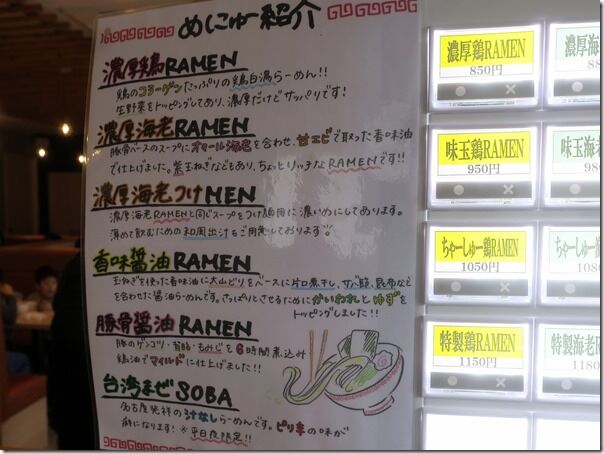 めにゅー紹介
濃厚鶏RAMEN
鶏のコラーゲンたっぷりの鶏白湯らーめん!!
生野菜をトッピングしてあり、濃厚だけどサッパリです!
濃厚海老RAMEN
豚骨ベースのスープにオマール海老を合わせ、甘エビで取った香味油
で仕上げました。紫玉ねぎなどもあり、ちょっとリッチなRAMENです!!
濃厚海老つけMEN
濃厚海老RAMENと同じスープをつけ麺用に濃いめにしてあります。
薄めて飲むための和風出汁をご用意しております。
香味醤油RAMEN
玉ねぎを使った香味油に大山どりをベースに片口煮干し、サバ節、昆布など
を合わせた醤油らーめんです。さっぱりとさせるためにかいわれとゆずを
トッピングしました!!
豚骨醤油RAMEN
豚のゲンコツ・背脂・もみじを6時間煮込み
鶏油でマイルドに仕上げました!!
台湾まぜSOBA
名古屋発祥の汁なしらーめんです。ピリ辛の味が
癖になります!※平日夜限定!!
濃厚鶏RAMEN
850円
濃厚海
味玉鶏RAMEN
950円
味玉海
ちゃーしゅー鶏RAMEN
1050円
ちゃーしゅー
特製鶏RAMEN
1150円
特製海老R
1180